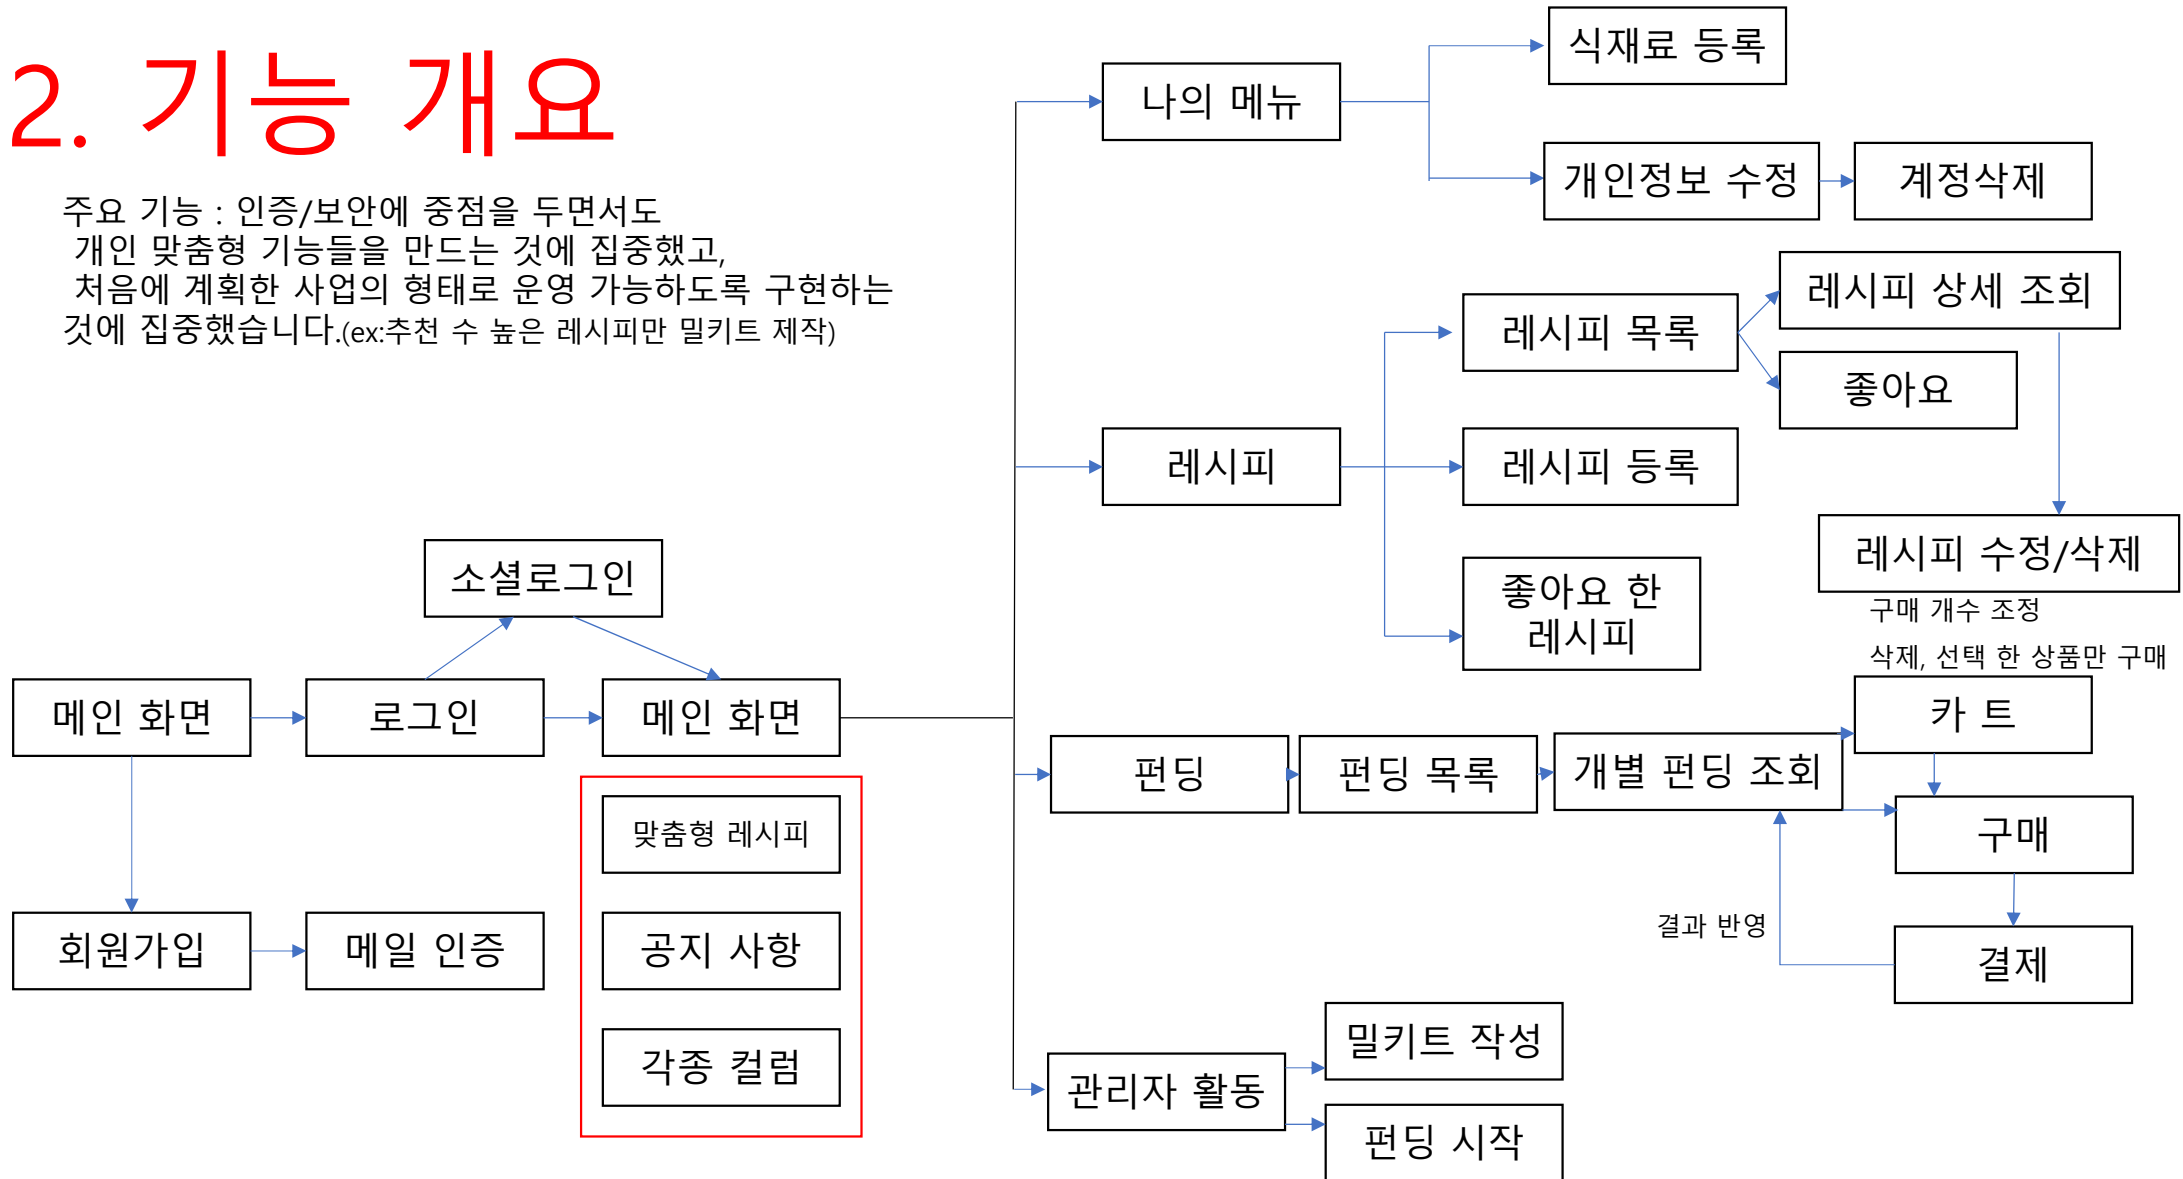 2. 기능 개요
주요 기능 : 인증/보안에 중점을 두면서도
개인 맞춤형 기능들을 만드는 것에 집중했고,
처음에 계획한 사업의 형태로 운영 가능하도록 구현하는
것에 집중했습니다.(ex:추천 수 높은 레시피만 밀키트 제작)
소셜로그인
메인 화면
로그인
메인 화면
회원가입
메일 인증
맞춤형 레시피
공지 사항
각종 컬럼
나의 메뉴
식재료 등록
개인정보 수정
계정삭제
레시피
레시피 목록
레시피 상세 조회
좋아요
레시피 등록
좋아요 한
레시피
레시피 수정/삭제
구매 개수 조정
삭제, 선택 한 상품만 구매
펀딩
펀딩 목록
개별 펀딩 조회
카 트
구매
결제
결과 반영
관리자 활동
밀키트 작성
펀딩 시작